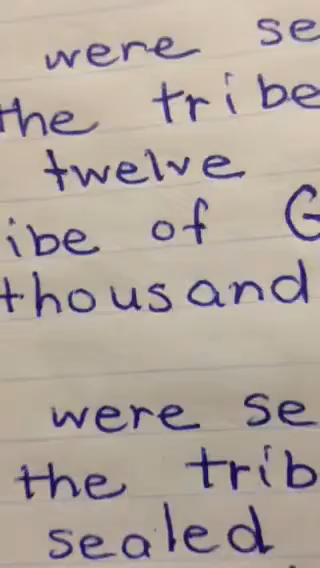 were se
the tribe
twelve
ibe of G
thousand
were se
the trib
sealed